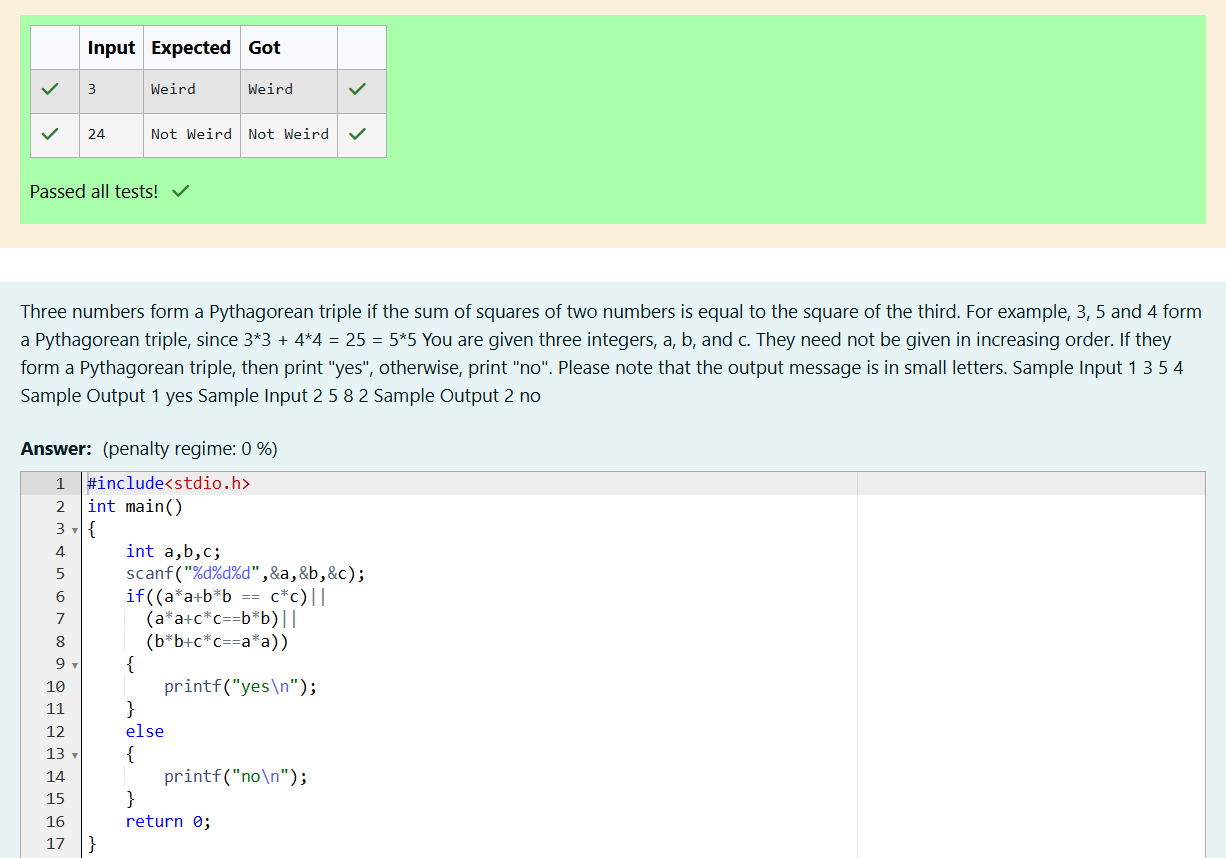 Input Expected Got
3 Weird Weird
24 Not Weird Not Weird
Passed all tests!
Three numbers form a Pythagorean triple if the sum of squares of two numbers is equal to the square of the third. For example, 3, 5 and 4 form
a Pythagorean triple, since 3*3 + 4*4 = 25 = 5*5 You are given three integers, a, b, and c. They need not be given in increasing order. If they
form a Pythagorean triple, then print "yes", otherwise, print "no". Please note that the output message is in small letters. Sample Input 1 3 5 4
Sample Output 1 yes Sample Input 2 5 8 2 Sample Output 2 no
Answer: (penalty regime: 0 %)
1 #include<stdio.h>
2 int main()
3 {
4     int a,b,c;
5     scanf("%d%d%d",&a,&b,&c);
6     if((a*a+b*b == c*c)||
7       (a*a+c*c==b*b)||
8       (b*b+c*c==a*a))
9     {
10         printf("yes\n");
11     }
12     else
13     {
14         printf("no\n");
15     }
16     return 0;
17 }